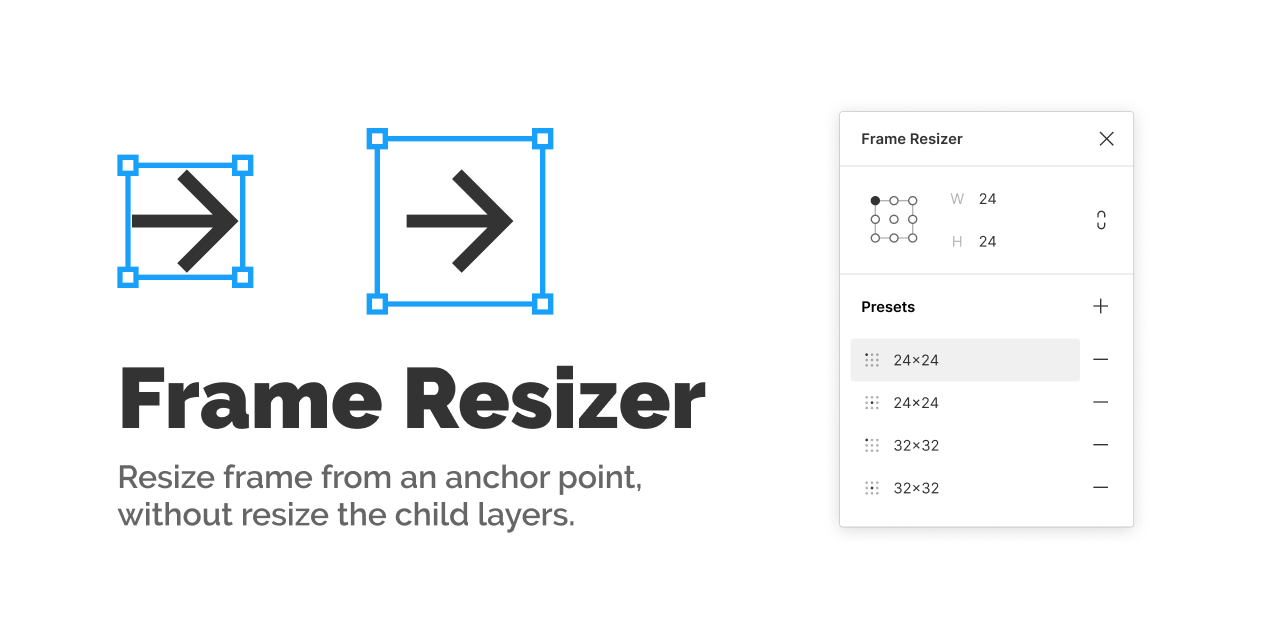 Frame Resizer
Resize frame from an anchor point,
without resize the child layers.
Frame Resizer
W 24
H 24
Presets
24×24
24×24
32×32
32×32